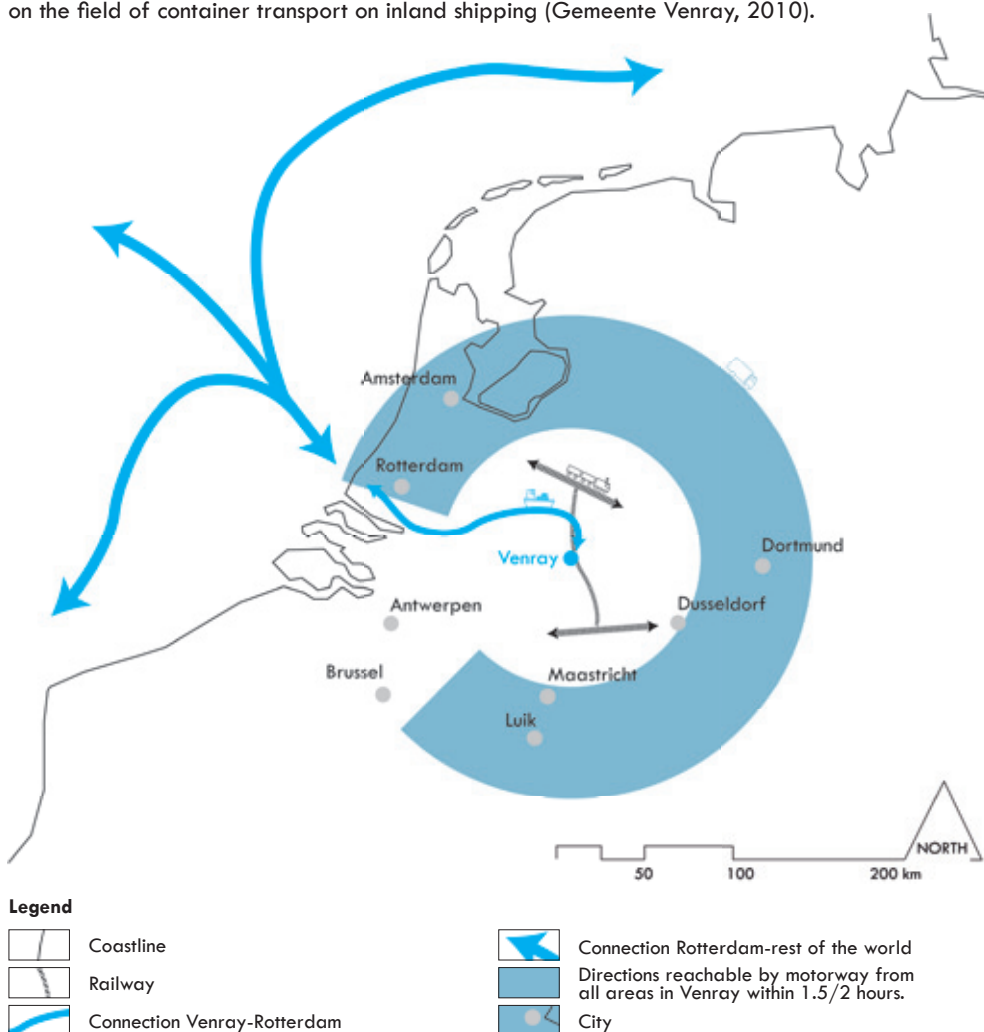 on the field of container transport on inland shipping (Gemeente Venray, 2010).
Amsterdam
Rotterdam
Venray
Dortmund
Antwerpen
Dusseldorf
Brussel
Maastricht
Luik
NORTH
50
100
200 km
Legend
Coastline
Railway
Connection Venray-Rotterdam
Connection Rotterdam-rest of the world
Directions reachable by motorway from
all areas in Venray within 1.5/2 hours.
City